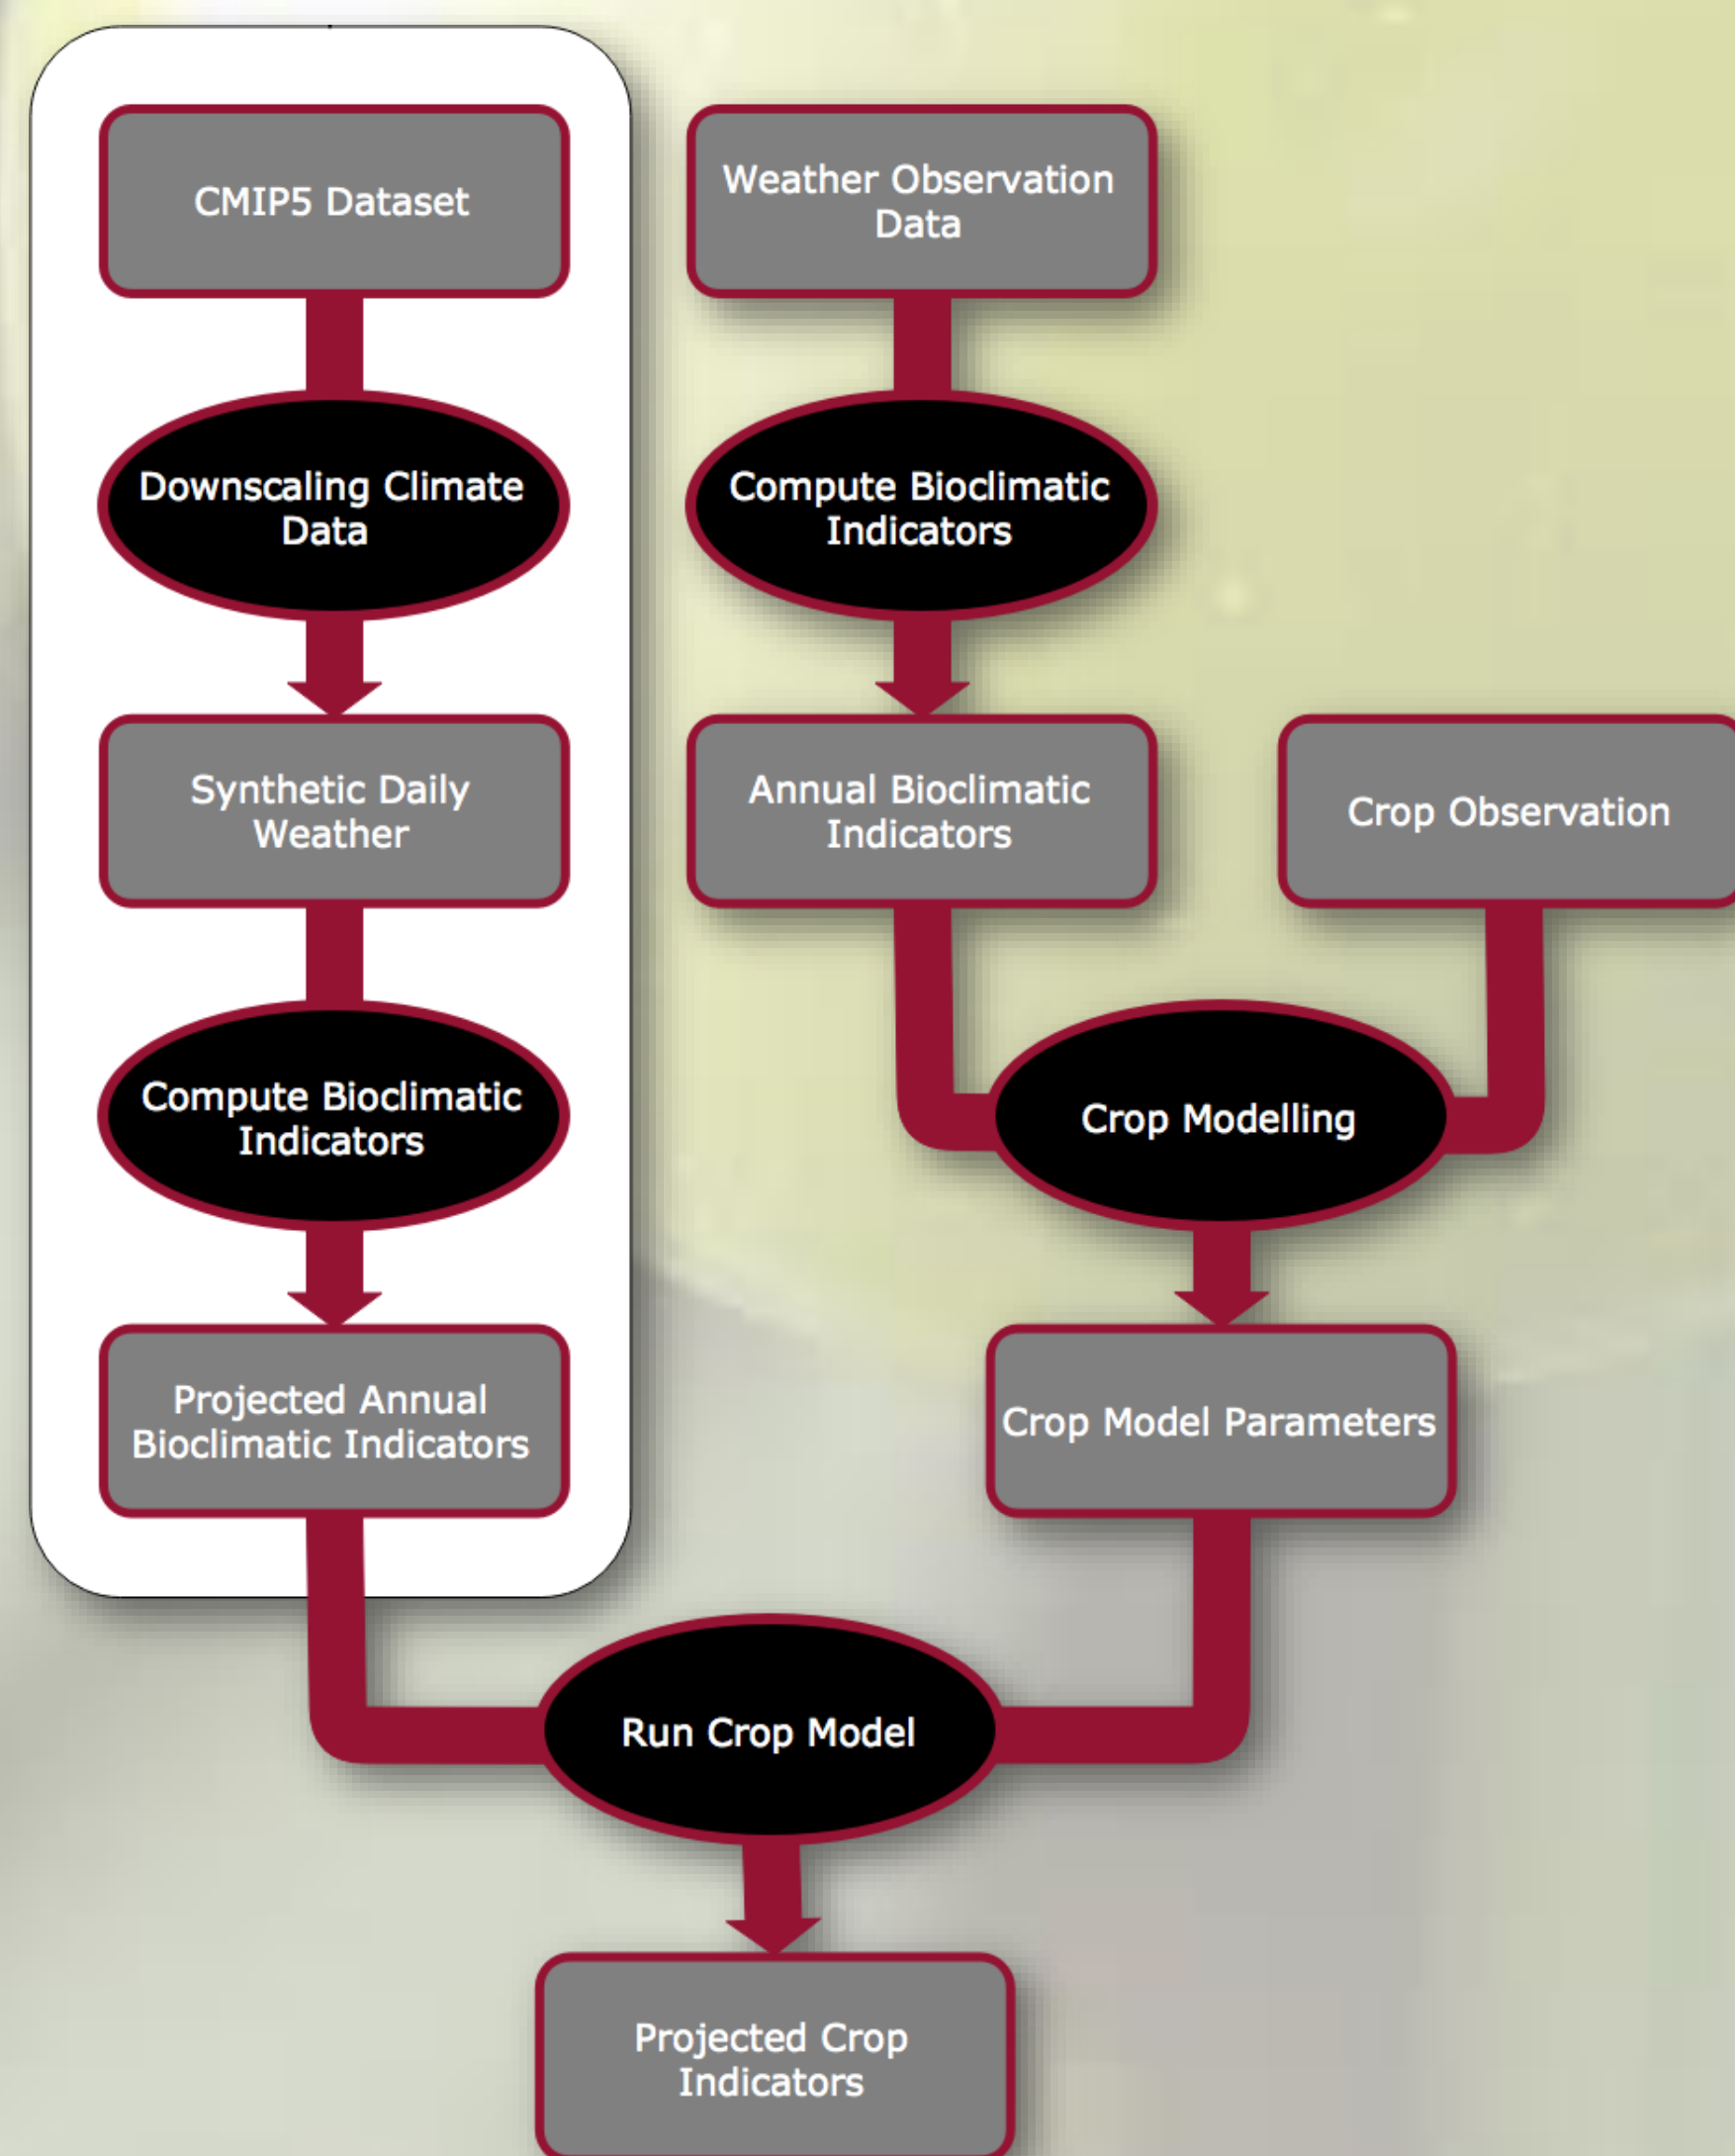 CMIP5 Dataset
Weather Observation
Data
Downscaling Climate
Data
Compute Bioclimatic
Indicators
Synthetic Daily
Weather
Annual Bioclimatic
Indicators
Crop Observation
Compute Bioclimatic
Indicators
Crop Modelling
Projected Annual
Bioclimatic Indicators
Crop Model Parameters
Run Crop Model
Projected Crop
Indicators